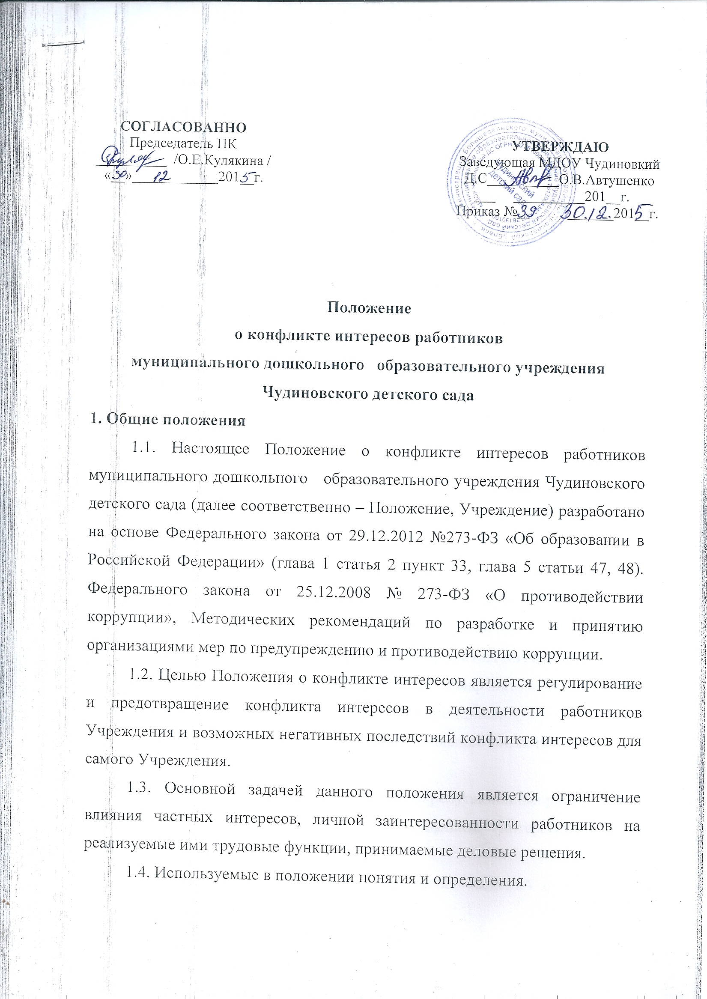 СОГЛАСОВАННО
Председатель ПК
/О.Е.Кулякина /
«30» 12 2015 г.
УТВЕРЖДАЮ
Заведующая МДОУ Чудиновкий
Д.С О.В.Автушенко
201__г.
Приказ №39 30.12.2015 г.
Чудиновский
детский сад
Положение
о конфликте интересов работников
муниципального дошкольного образовательного учреждения
Чудиновского детского сада
1. Общие положения
1.1. Настоящее Положение о конфликте интересов работников
муниципального дошкольного образовательного учреждения Чудиновского
детского сада (далее соответственно – Положение, Учреждение) разработано
на основе Федерального закона от 29.12.2012 №273-ФЗ «Об образовании в
Российской Федерации» (глава 1 статья 2 пункт 33, глава 5 статьи 47, 48).
Федерального закона от 25.12.2008 № 273-ФЗ «О противодействии
коррупции», Методических рекомендаций по разработке и принятию
организациями мер по предупреждению и противодействию коррупции.
1.2. Целью Положения о конфликте интересов является регулирование
и предотвращение конфликта интересов в деятельности работников
Учреждения и возможных негативных последствий конфликта интересов для
самого Учреждения.
1.3. Основной задачей данного положения является ограничение
влияния частных интересов, личной заинтересованности работников на
реализуемые ими трудовые функции, принимаемые деловые решения.
1.4. Используемые в положении понятия и определения.